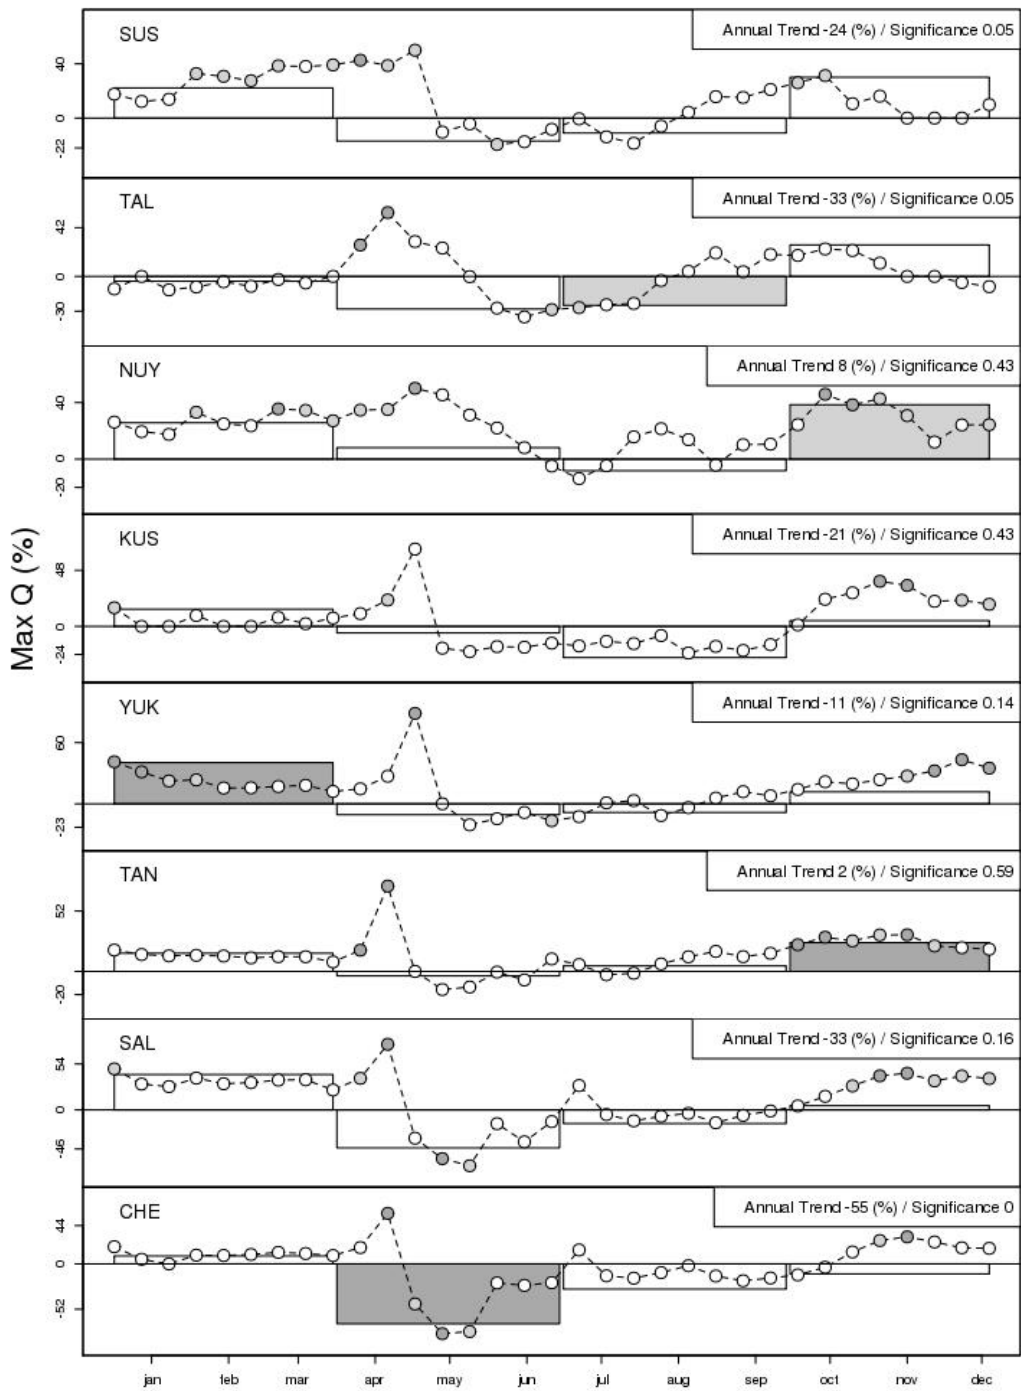 Max Q (%)
SUS
Annual Trend -24 (%) / Significance 0.05
40
0
-22
TAL
Annual Trend -33 (%) / Significance 0.05
42
0
-30
NUY
Annual Trend 8 (%) / Significance 0.43
40
0
-20
KUS
Annual Trend -21 (%) / Significance 0.43
48
0
-24
YUK
Annual Trend -11 (%) / Significance 0.14
60
-23
TAN
Annual Trend 2 (%) / Significance 0.59
52
-20
SAL
Annual Trend -33 (%) / Significance 0.16
54
0
-46
CHE
Annual Trend -55 (%) / Significance 0
44
0
-52
jan feb mar apr may jun jul aug sep oct nov dec